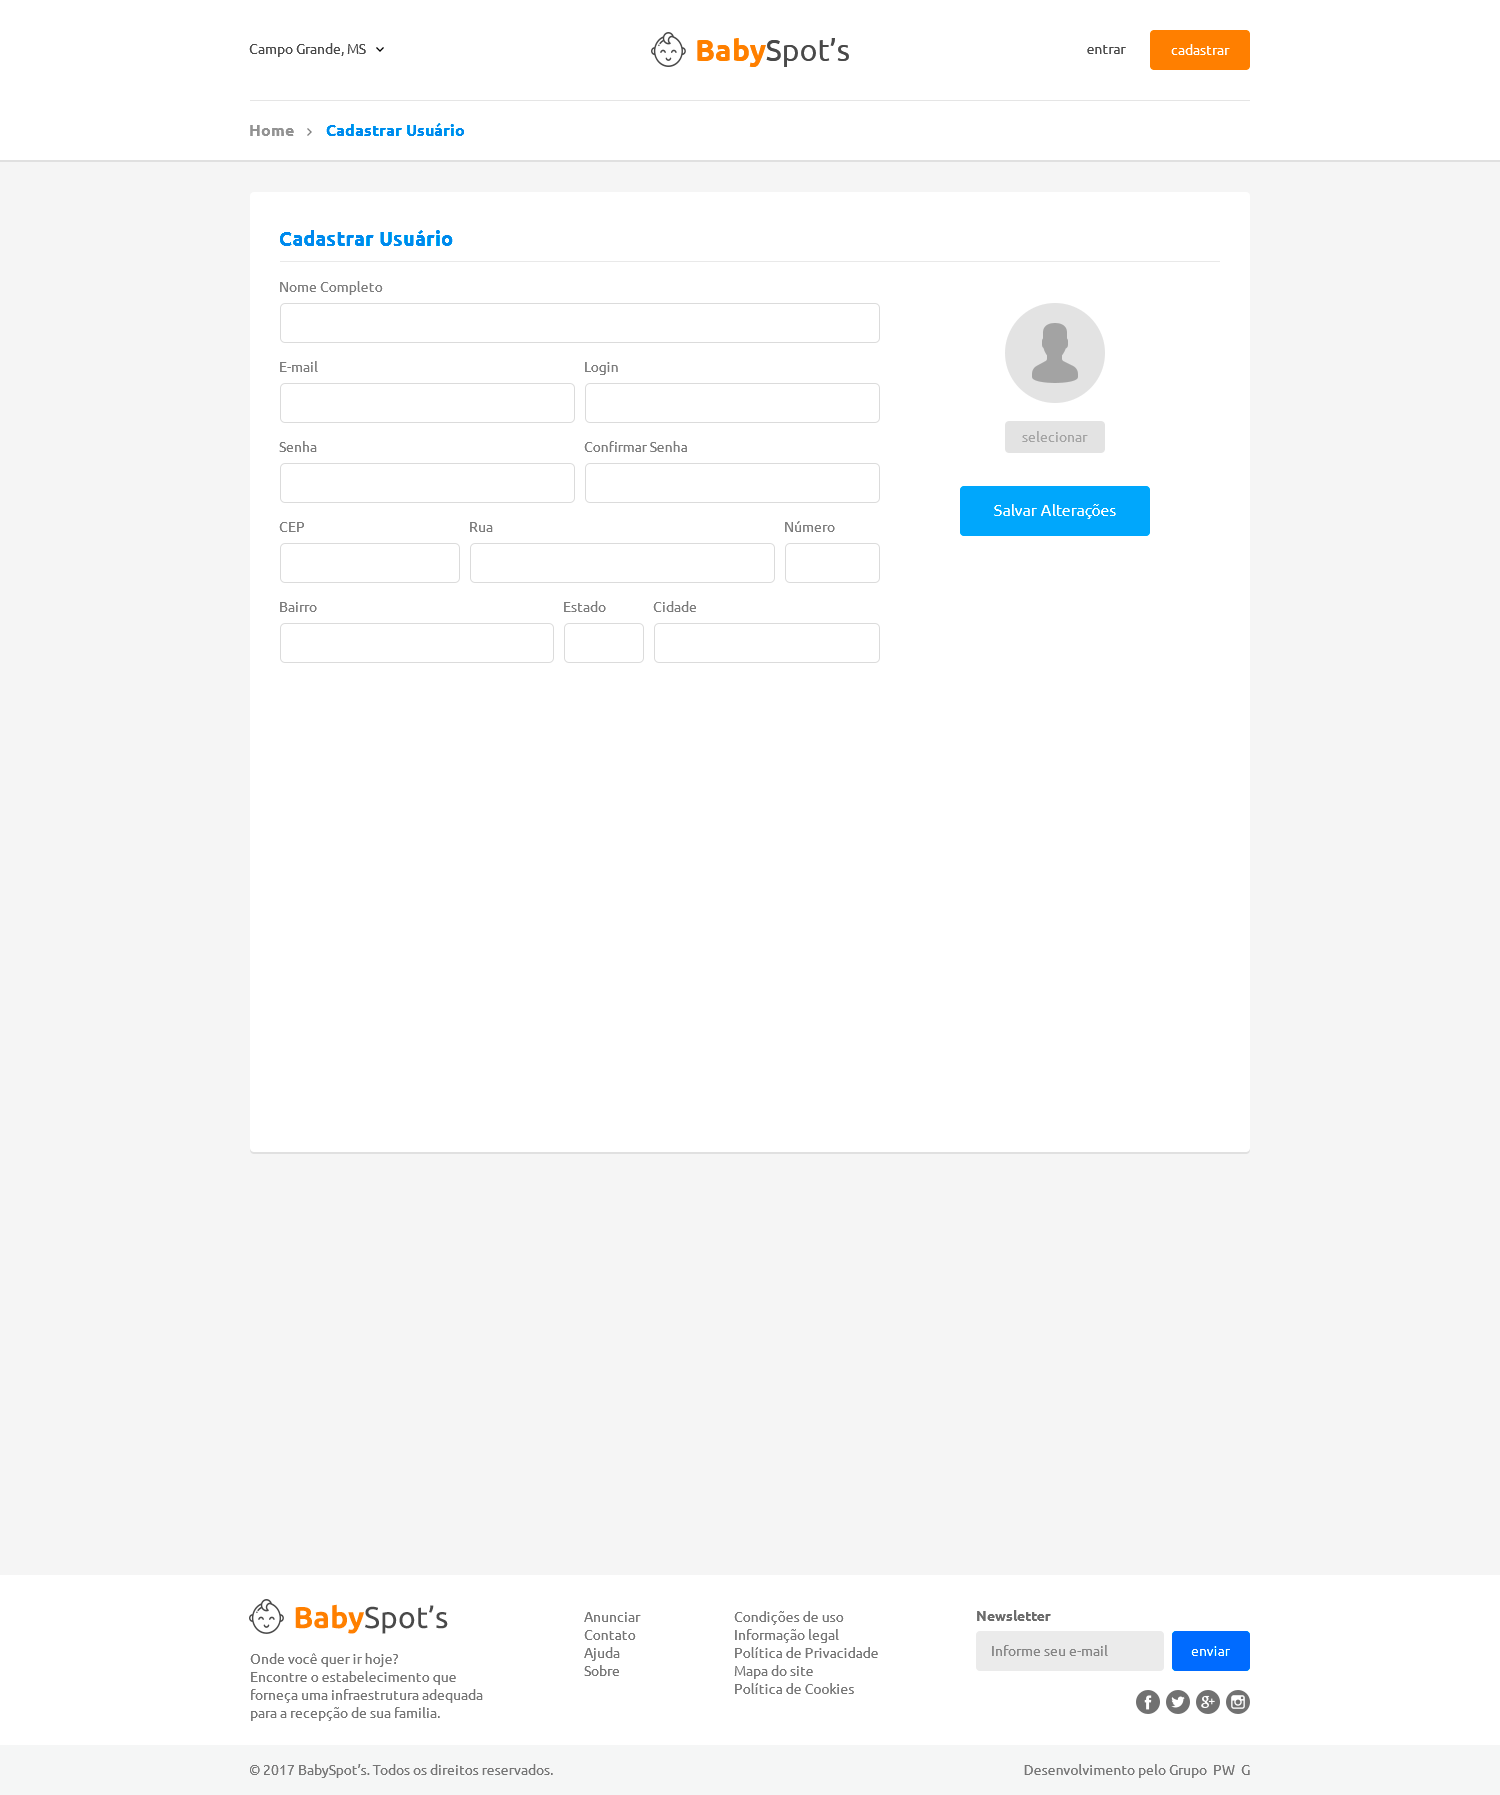 Campo Grande, MS
BabySpot’s
entrar
cadastrar
Home
Cadastrar Usuário
Cadastrar Usuário
Nome Completo
E-mail
Login
Senha
Confirmar Senha
CEP
Rua
Número
Bairro
Estado
Cidade
selecionar
Salvar Alterações
BabySpot’s
Onde você quer ir hoje?
Encontre o estabelecimento que
forneça uma infraestrutura adequada
para a recepção de sua familia.
Anunciar
Contato
Ajuda
Sobre
Condições de uso
Informação legal
Política de Privacidade
Mapa do site
Política de Cookies
Newsletter
Informe seu e-mail
enviar
© 2017 BabySpot’s. Todos os direitos reservados.
Desenvolvimento pelo Grupo PW G